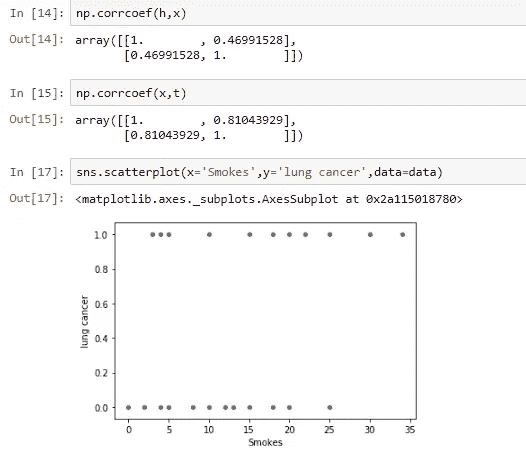 In [14]: np.corrcoef(h,x)
Out[14]: array([[1.        , 0.46991528],
[0.46991528, 1.        ]])
In [15]: np.corrcoef(x,t)
Out[15]: array([[1.        , 0.81043929],
[0.81043929, 1.        ]])
In [17]: sns.scatterplot(x='Smokes',y='lung cancer',data=data)
Out[17]: <matplotlib.axes._subplots.AxesSubplot at 0x2a115018780>
1.0
0.8
0.6
lung cancer
0.4
0.2
0.0
0 5 10 15 20 25 30 35
Smokes